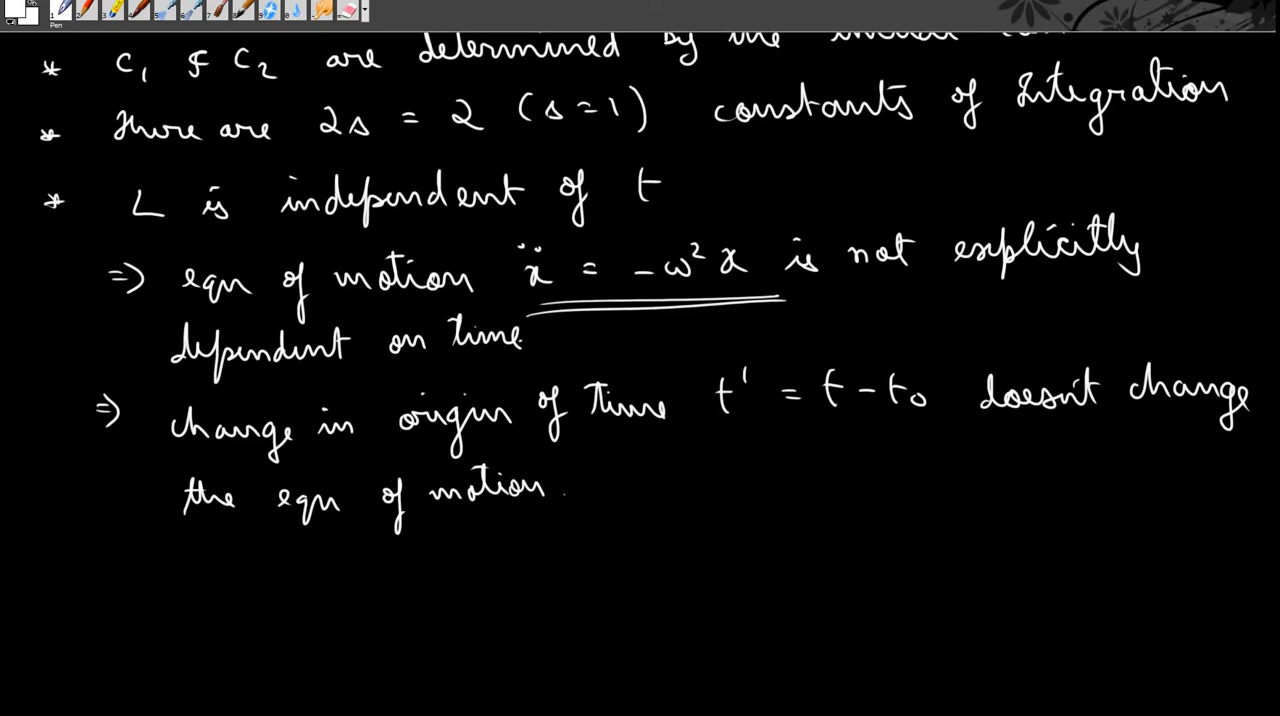 * C₁ & C₂ are determined by the initial
* There are 2s = 2 (s=1) constants of Integration
* L is independent of t
⇒ eqn of motion ẍ = -ω²x is not explicitly
dependent on time
⇒ change in origin of time t' = t - t₀ doesn't change
the eqn of motion.